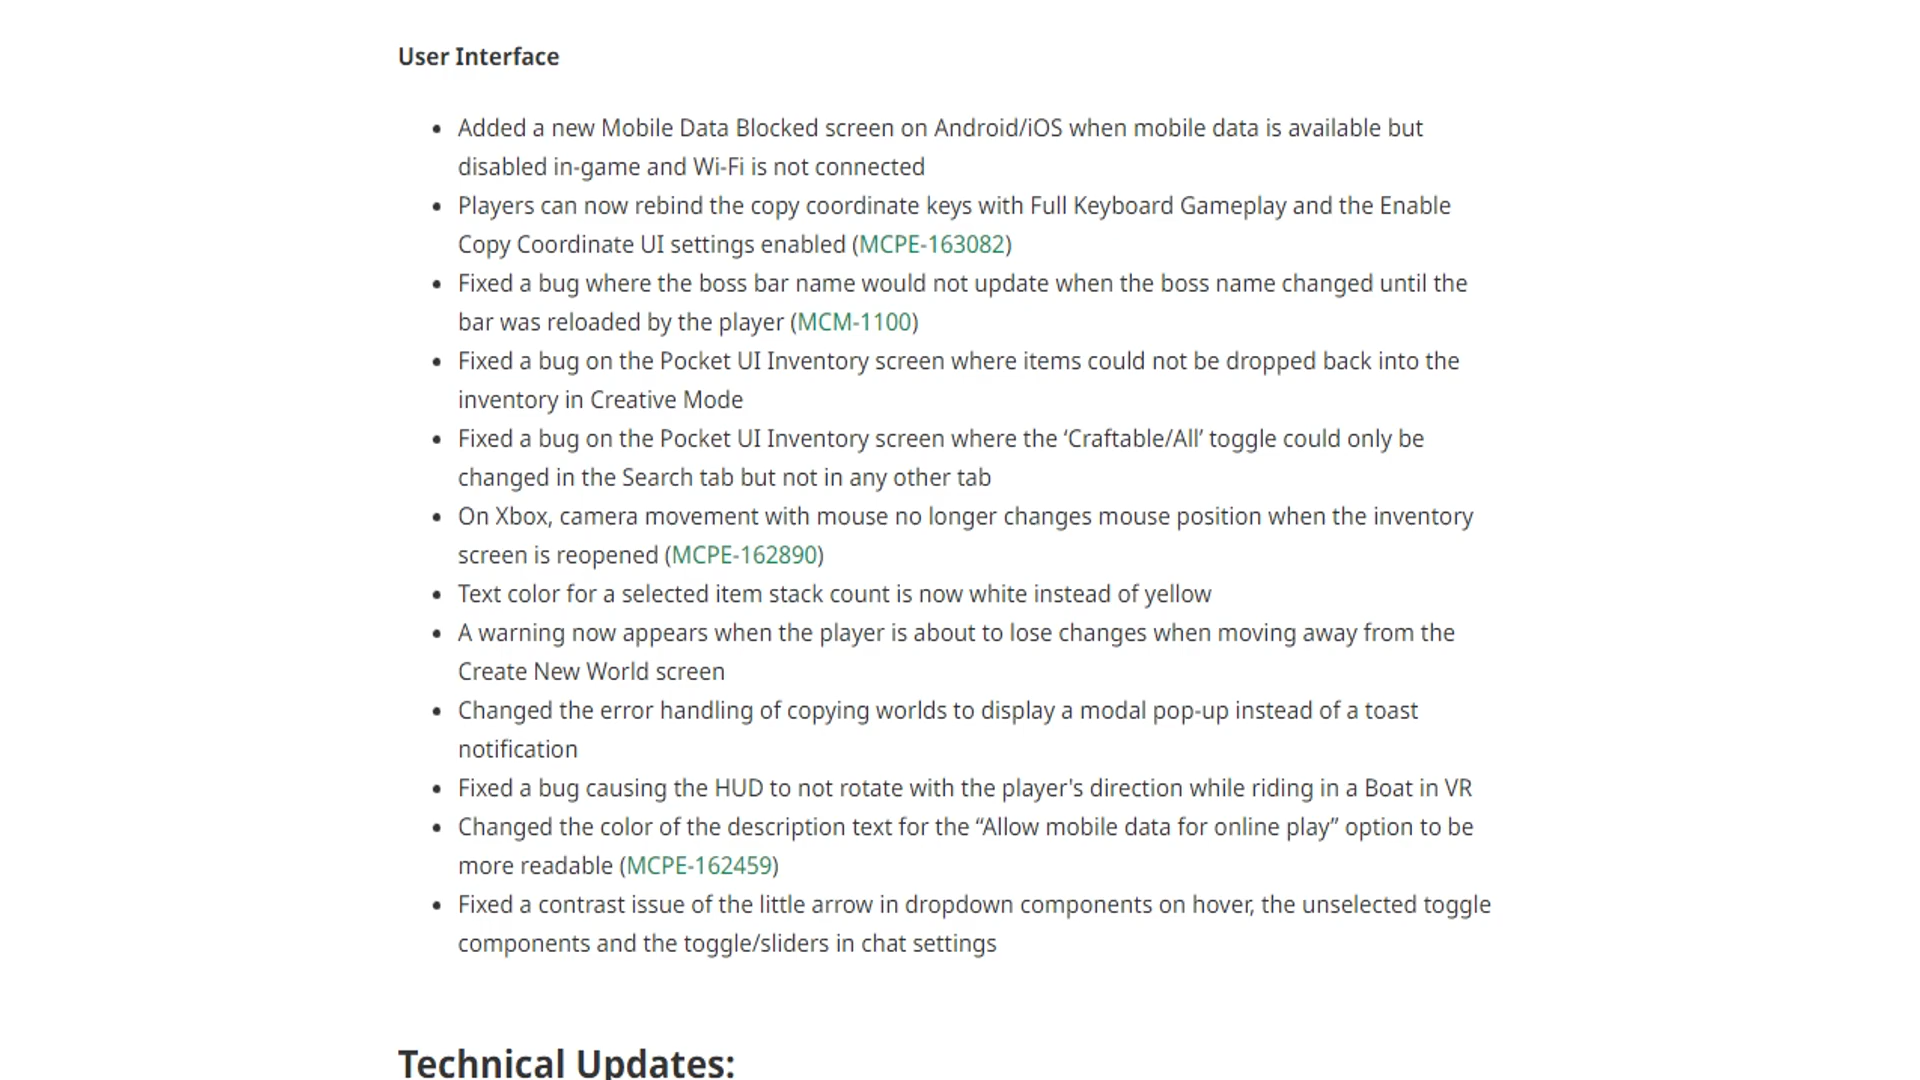 User Interface
Added a new Mobile Data Blocked screen on Android/iOS when mobile data is available but
disabled in-game and Wi-Fi is not connected
Players can now rebind the copy coordinate keys with Full Keyboard Gameplay and the Enable
Copy Coordinate UI settings enabled (MCPE-163082)
Fixed a bug where the boss bar name would not update when the boss name changed until the
bar was reloaded by the player (MCM-1100)
Fixed a bug on the Pocket UI Inventory screen where items could not be dropped back into the
inventory in Creative Mode
Fixed a bug on the Pocket UI Inventory screen where the ‘Craftable/All’ toggle could only be
changed in the Search tab but not in any other tab
On Xbox, camera movement with mouse no longer changes mouse position when the inventory
screen is reopened (MCPE-162890)
Text color for a selected item stack count is now white instead of yellow
A warning now appears when the player is about to lose changes when moving away from the
Create New World screen
Changed the error handling of copying worlds to display a modal pop-up instead of a toast
notification
Fixed a bug causing the HUD to not rotate with the player's direction while riding in a Boat in VR
Changed the color of the description text for the “Allow mobile data for online play” option to be
more readable (MCPE-162459)
Fixed a contrast issue of the little arrow in dropdown components on hover, the unselected toggle
components and the toggle/sliders in chat settings
Technical Updates: